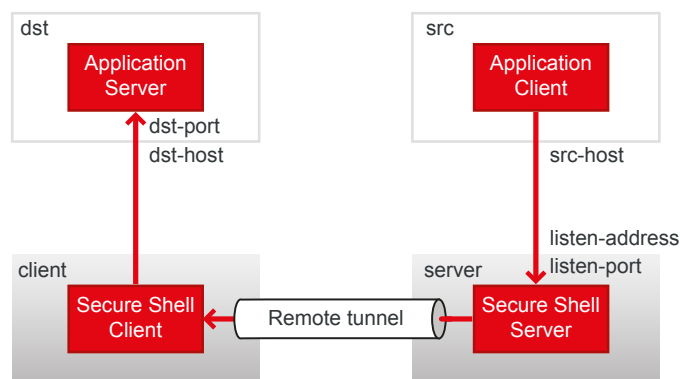 dst
src
Application
Server
Application
Client
dst-port
dst-host
src-host
listen-address
listen-port
client
server
Secure Shell
Client
Remote tunnel
Secure Shell
Server